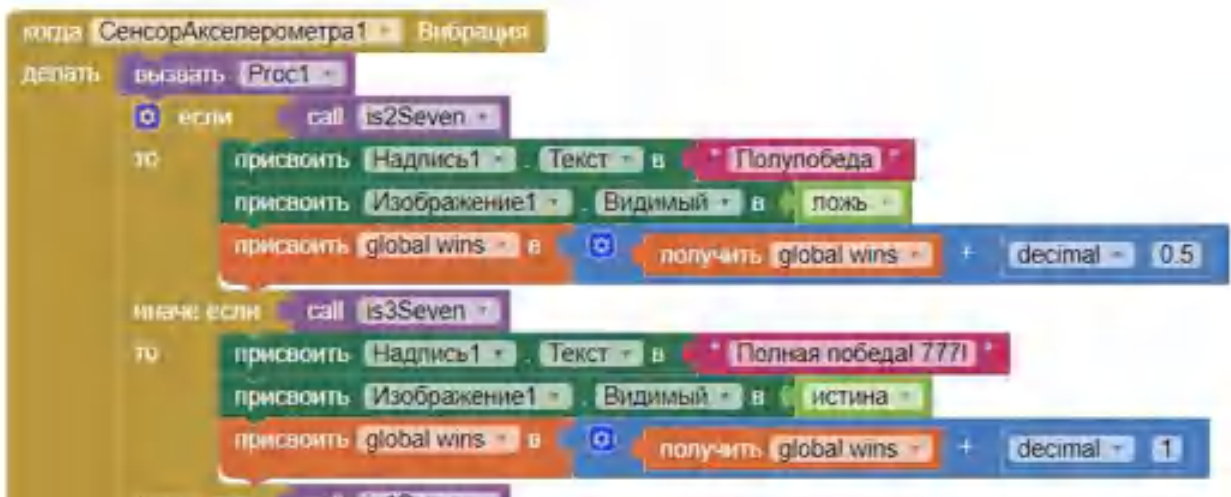 когда СенсорАкселерометра1 Вибрация
делать вызвать Proc1
если call is2Seven
то присвоить Надпись1 . Текст в " Полупобеда "
присвоить Изображение1 . Видимый в ложь
присвоить global wins в получить global wins + decimal 0.5
иначе если call is3Seven
то присвоить Надпись1 . Текст в " Полная победа! 777! "
присвоить Изображение1 . Видимый в истина
присвоить global wins в получить global wins + decimal 1